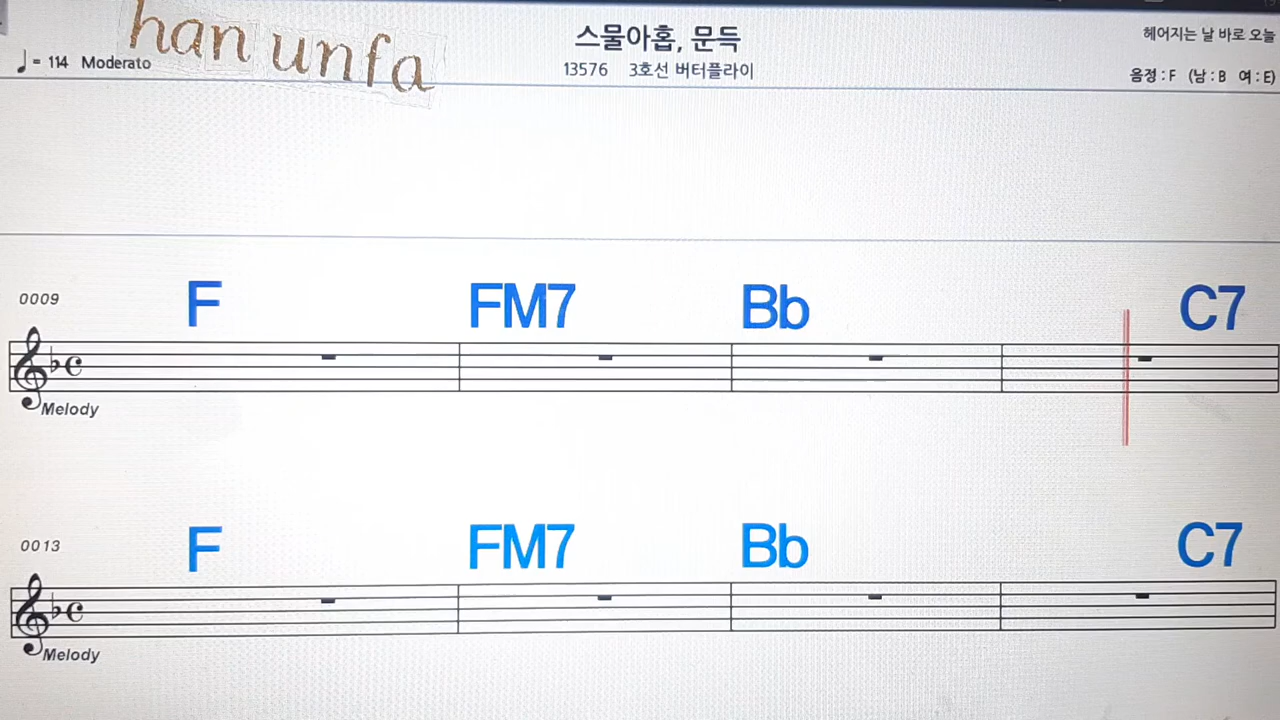 han unfa
스물아홉, 문득
헤어지는 날 바로 오늘
♩= 114 Moderato
13576 3호선 버터플라이
음정 : F (남 : B 여 : E)
0009
F FM7 Bb C7
Melody
0013
F FM7 Bb C7
Melody